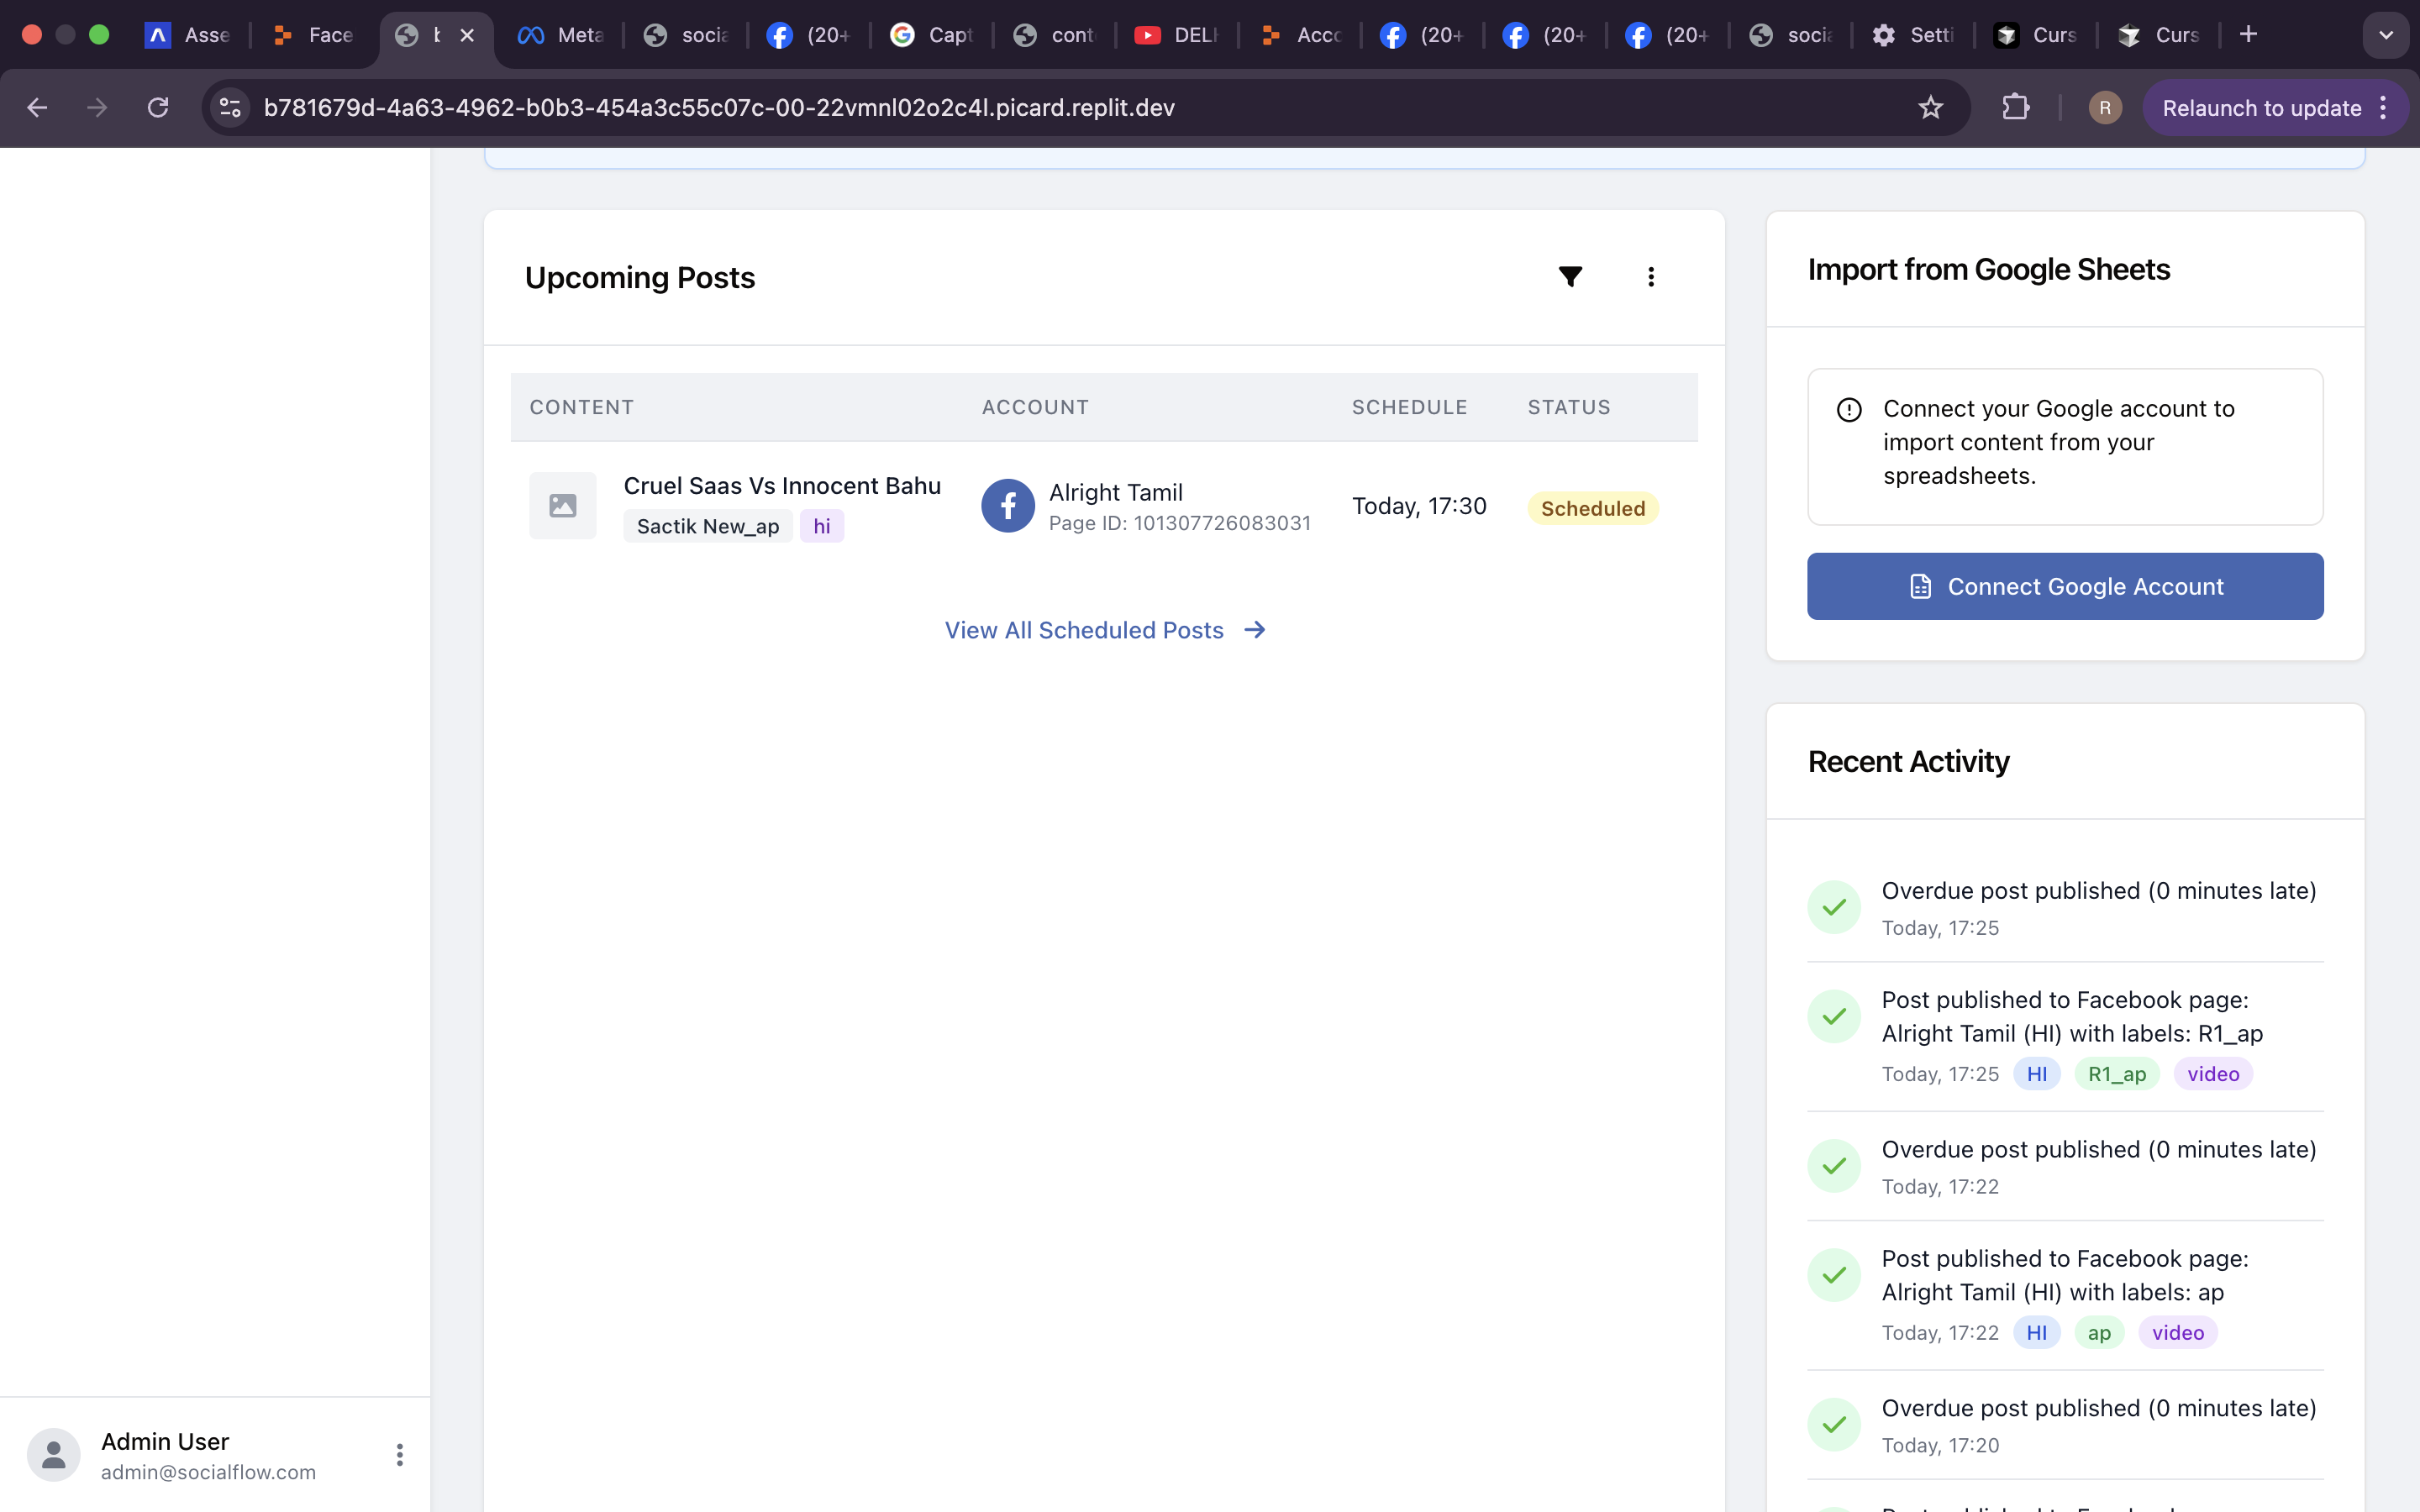 Asse
Face
Meta
socia
(20+
Capt
cont
DELH
Acco
(20+
(20+
(20+
socia
Setti
Curs
Curs
b781679d-4a63-4962-b0b3-454a3c55c07c-00-22vmnl02o2c4l.picard.replit.dev
R
Relaunch to update
Upcoming Posts
CONTENT ACCOUNT SCHEDULE STATUS
Cruel Saas Vs Innocent Bahu
Sactik New_ap hi
Alright Tamil
Page ID: 101307726083031
Today, 17:30
Scheduled
View All Scheduled Posts
Import from Google Sheets
Connect your Google account to
import content from your
spreadsheets.
Connect Google Account
Recent Activity
Overdue post published (0 minutes late)
Today, 17:25
Post published to Facebook page:
Alright Tamil (HI) with labels: R1_ap
Today, 17:25 HI R1_ap video
Overdue post published (0 minutes late)
Today, 17:22
Post published to Facebook page:
Alright Tamil (HI) with labels: ap
Today, 17:22 HI ap video
Overdue post published (0 minutes late)
Today, 17:20
Admin User
admin@socialflow.com